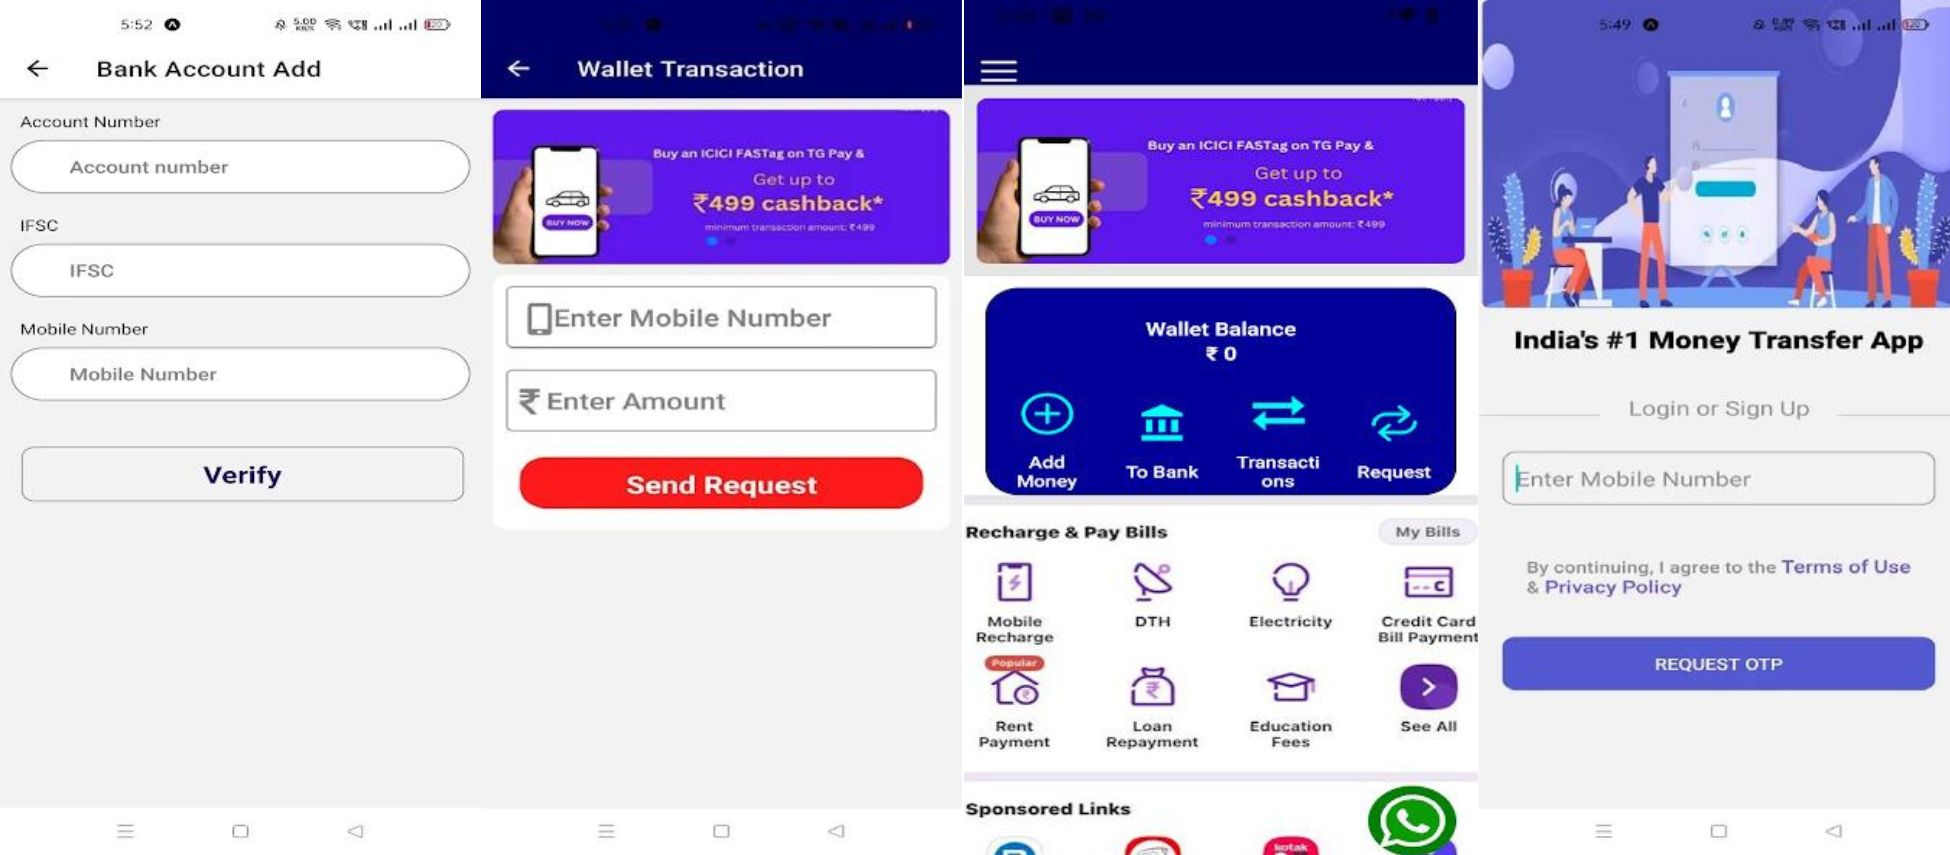 5:52
5.00
KB/S
Bank Account Add
Account Number
Account number
IFSC
IFSC
Mobile Number
Mobile Number
Verify
Wallet Transaction
Buy an ICICI FASTag on TG Pay &
Get up to
₹499 cashback*
minimum transaction amount: ₹499
BUY NOW
Enter Mobile Number
₹ Enter Amount
Send Request
Buy an ICICI FASTag on TG Pay &
Get up to
₹499 cashback*
minimum transaction amount: ₹499
BUY NOW
Wallet Balance
₹ 0
Add
Money
To Bank
Transacti
ons
Request
Recharge & Pay Bills
My Bills
Mobile
Recharge
DTH
Electricity
Credit Card
Bill Payment
Popular
Rent
Payment
Loan
Repayment
Education
Fees
See All
Sponsored Links
kotak
5:49
India's #1 Money Transfer App
Login or Sign Up
Enter Mobile Number
By continuing, I agree to the Terms of Use
& Privacy Policy
REQUEST OTP